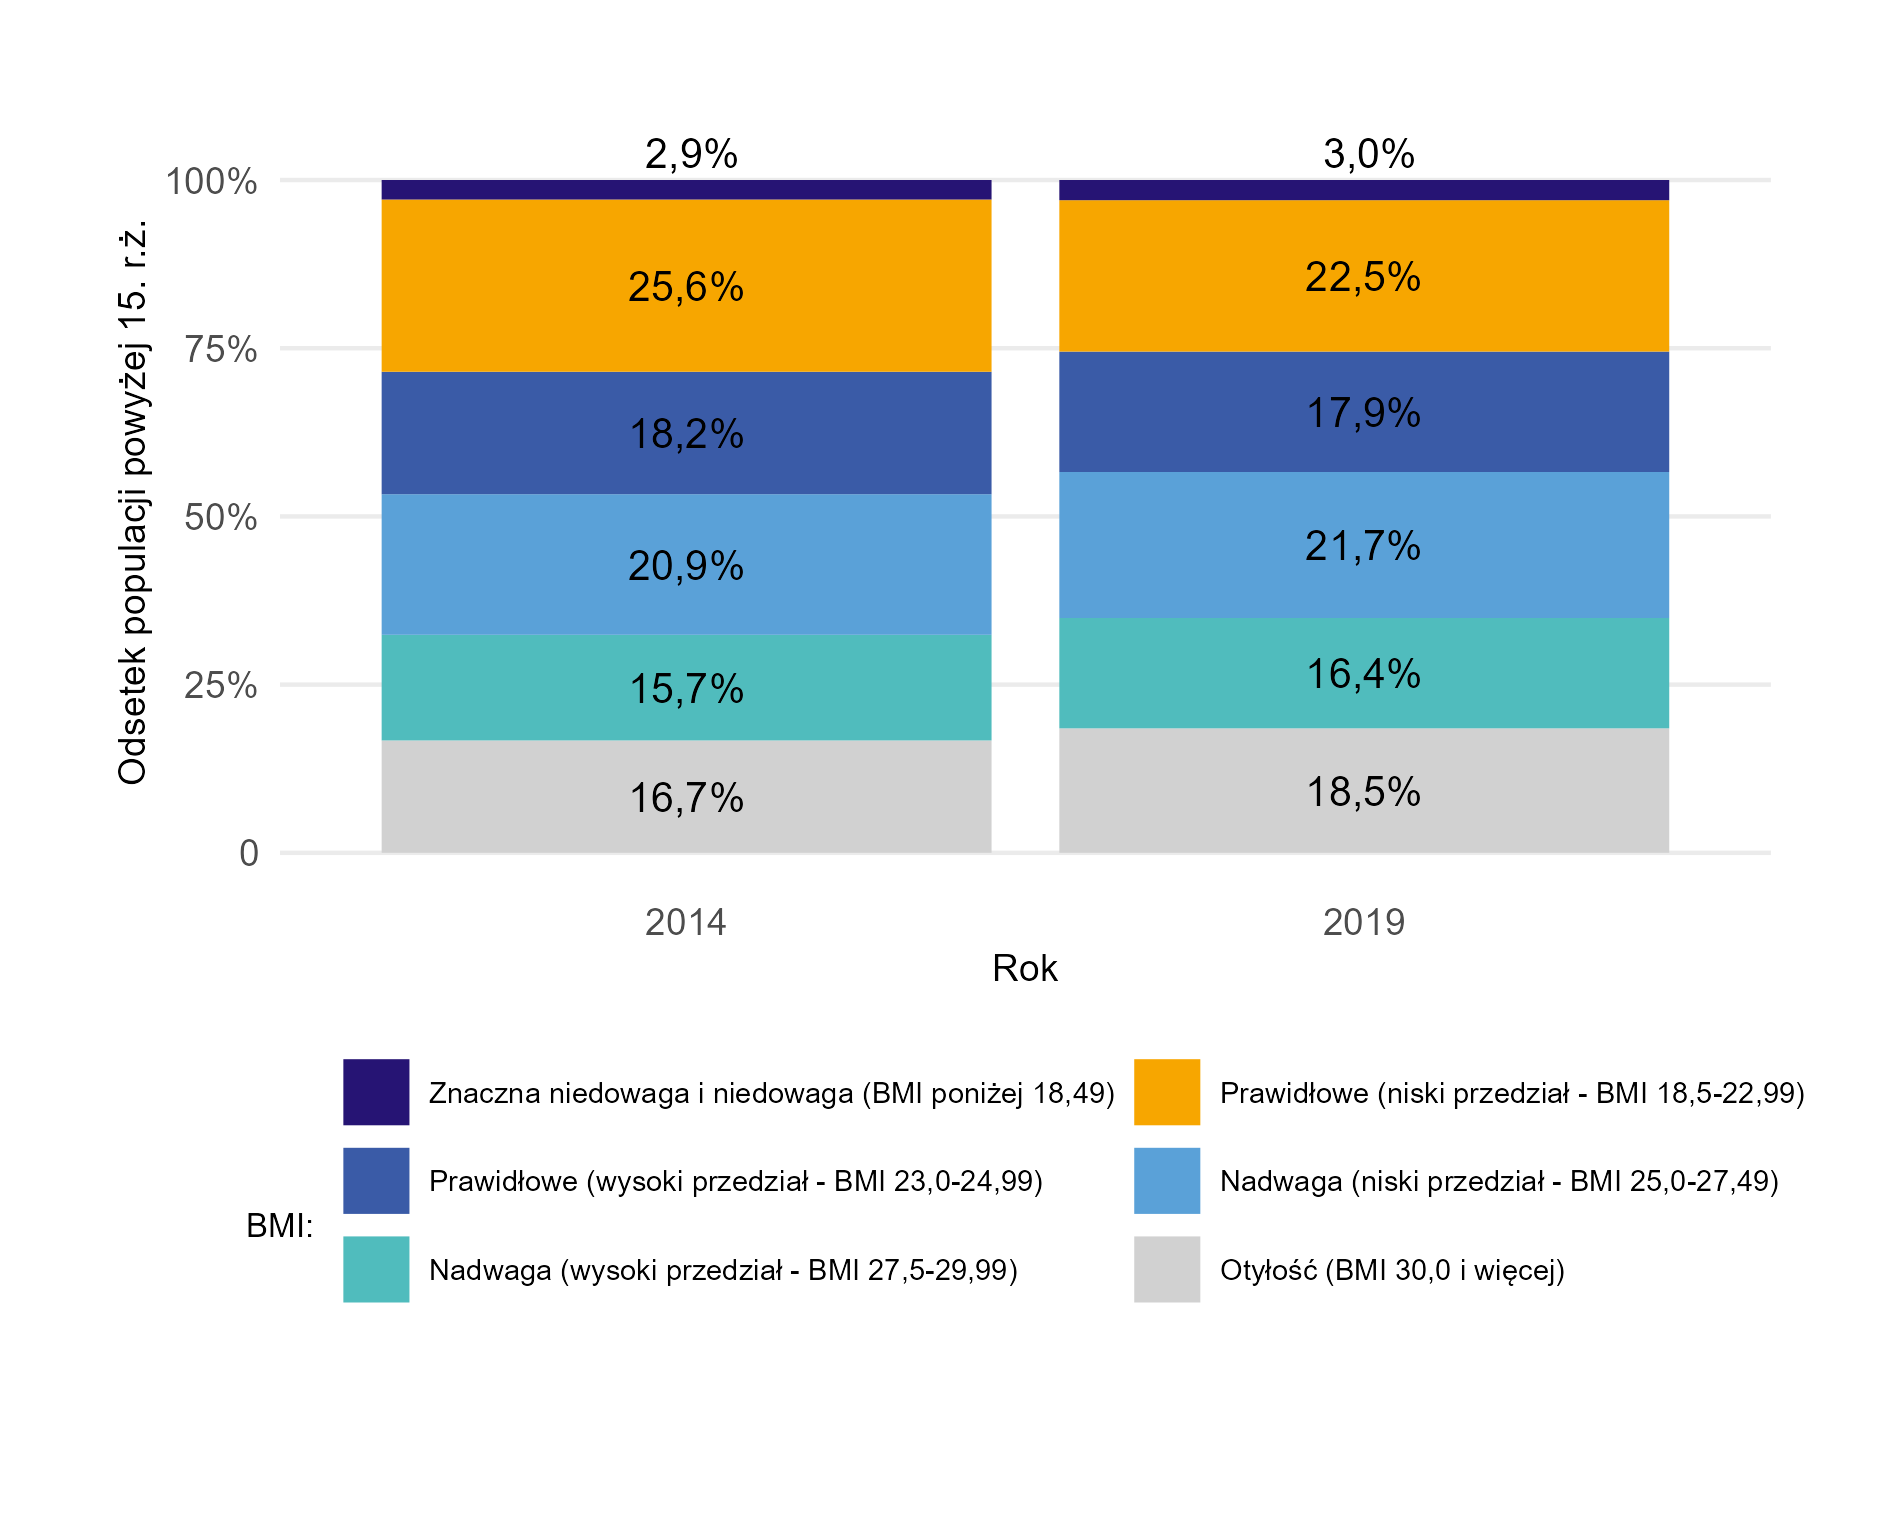 2,9%
3,0%
100%
75%
50%
25%
0
Odsetek populacji powyżej 15. r.ż.
25,6%
22,5%
18,2%
17,9%
20,9%
21,7%
15,7%
16,4%
16,7%
18,5%
2014
2019
Rok
BMI:
Znaczna niedowaga i niedowaga (BMI poniżej 18,49)
Prawidłowe (niski przedział - BMI 18,5-22,99)
Prawidłowe (wysoki przedział - BMI 23,0-24,99)
Nadwaga (niski przedział - BMI 25,0-27,49)
Nadwaga (wysoki przedział - BMI 27,5-29,99)
Otyłość (BMI 30,0 i więcej)